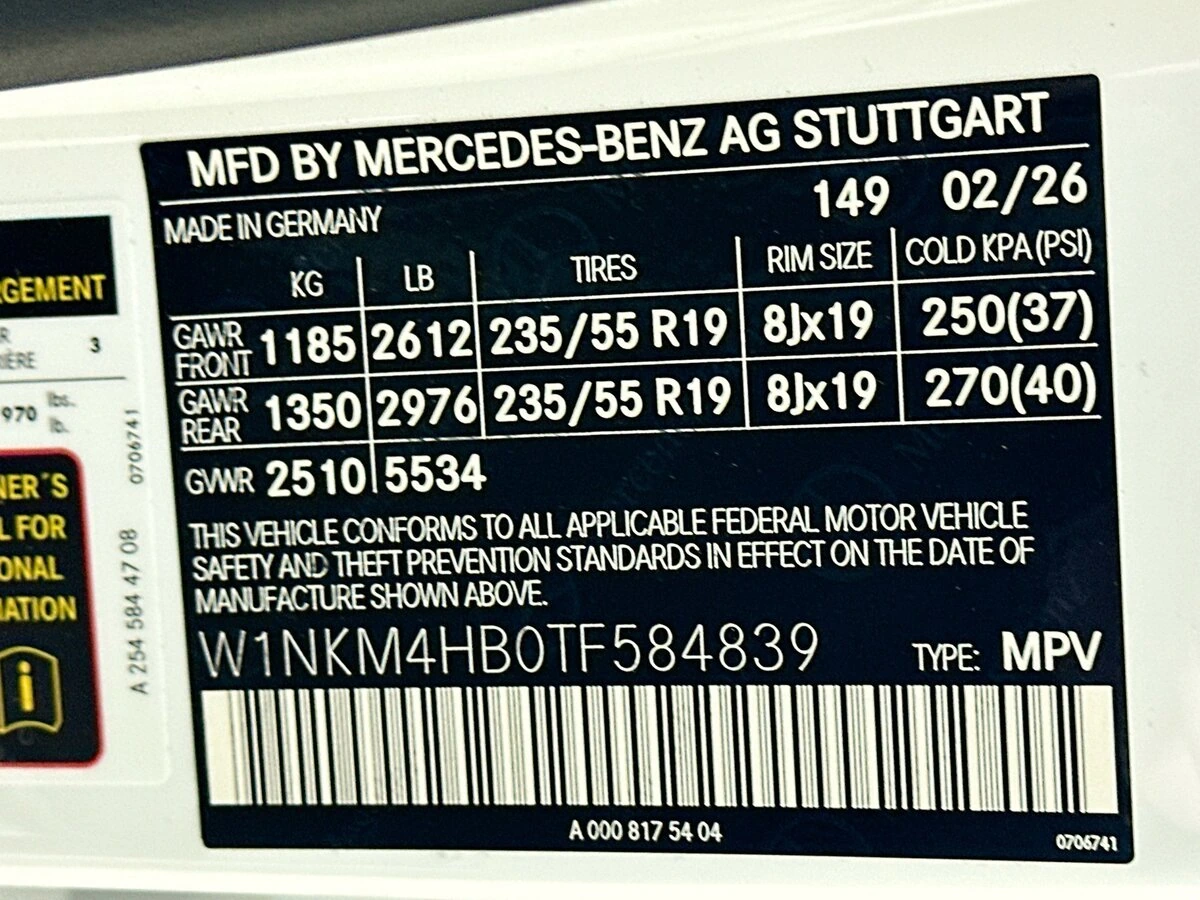 MFD BY MERCEDES-BENZ AG STUTTGART
MADE IN GERMANY 149 02/26
KG LB TIRES RIM SIZE COLD KPA (PSI)
GAWR FRONT 1185 2612 235/55 R19 8Jx19 250(37)
GAWR REAR 1350 2976 235/55 R19 8Jx19 270(40)
GVWR 2510 5534
THIS VEHICLE CONFORMS TO ALL APPLICABLE FEDERAL MOTOR VEHICLE
SAFETY AND THEFT PREVENTION STANDARDS IN EFFECT ON THE DATE OF
MANUFACTURE SHOWN ABOVE.
W1NKM4HB0TF584839 TYPE: MPV
A 000 817 54 04
0706741
3
970 lbs.
lb.
A 254 584 47 08 0706741